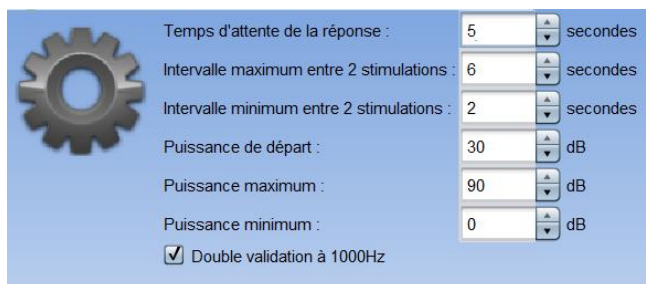 Temps d'attente de la réponse : 5 secondes
Intervalle maximum entre 2 stimulations : 6 secondes
Intervalle minimum entre 2 stimulations : 2 secondes
Puissance de départ : 30 dB
Puissance maximum : 90 dB
Puissance minimum : 0 dB
Double validation à 1000Hz